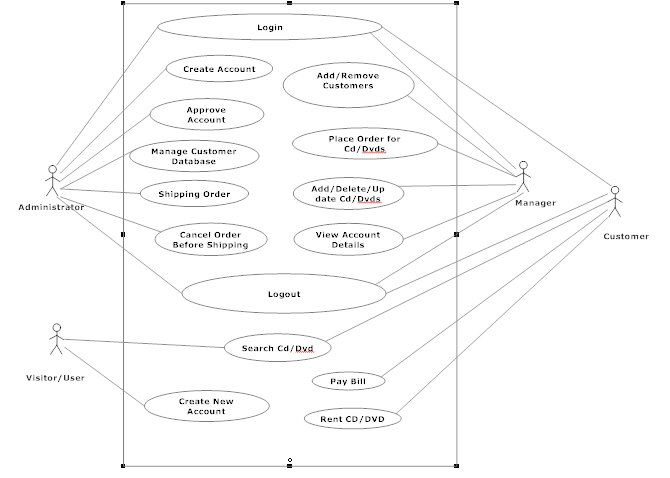 Login
Create Account
Add/Remove
Customers
Approve
Account
Place Order for
Cd/Dvds
Manage Customer
Database
Shipping Order
Add/Delete/Up
date Cd/Dvds
Administrator
Manager
Customer
Cancel Order
Before Shipping
View Account
Details
Logout
Search Cd/Dvd
Visitor/User
Pay Bill
Create New
Account
Rent CD/DVD